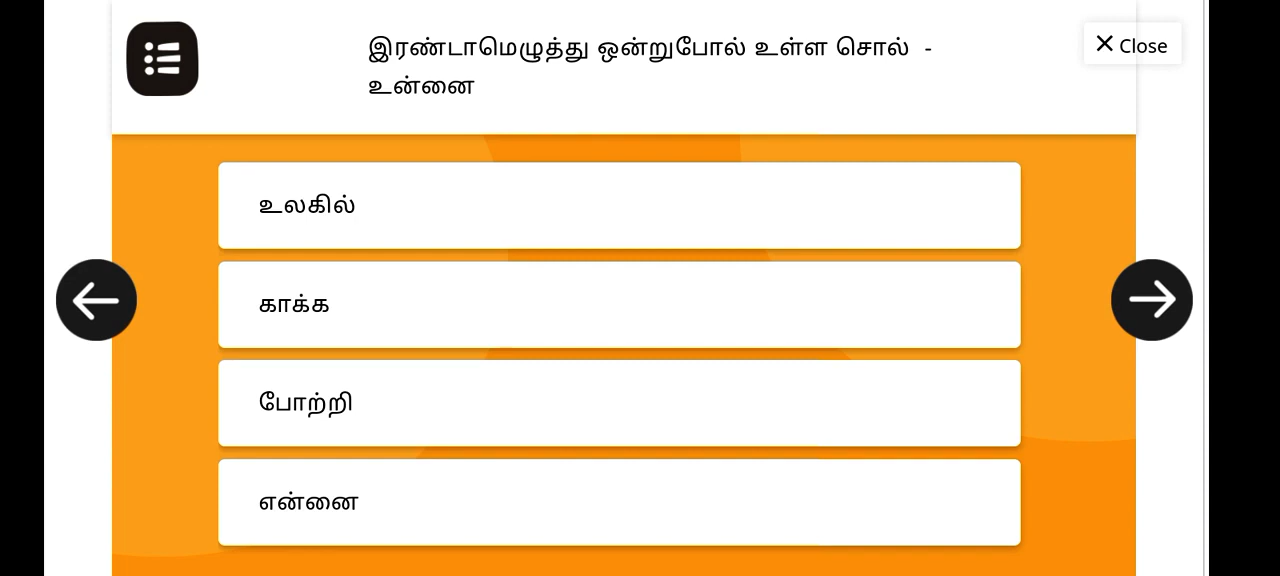 இரண்டாமெழுத்து ஒன்றுபோல் உள்ள சொல் -
உன்னை
Close
உலகில்
காக்க
போற்றி
என்னை